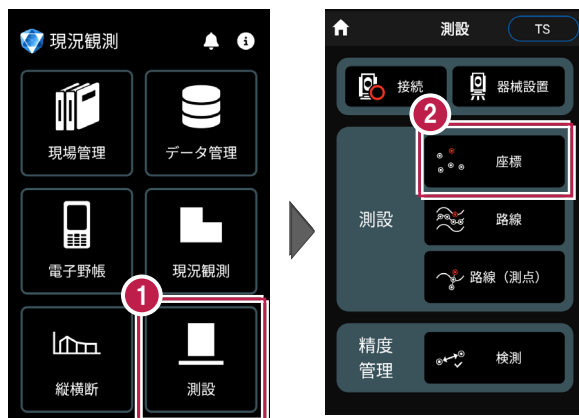 現況観測
現場管理
データ管理
電子野帳
現況観測
1
縦横断
測設
測設
TS
接続
器械設置
2
測設
座標
路線
路線（測点）
精度
管理
検測